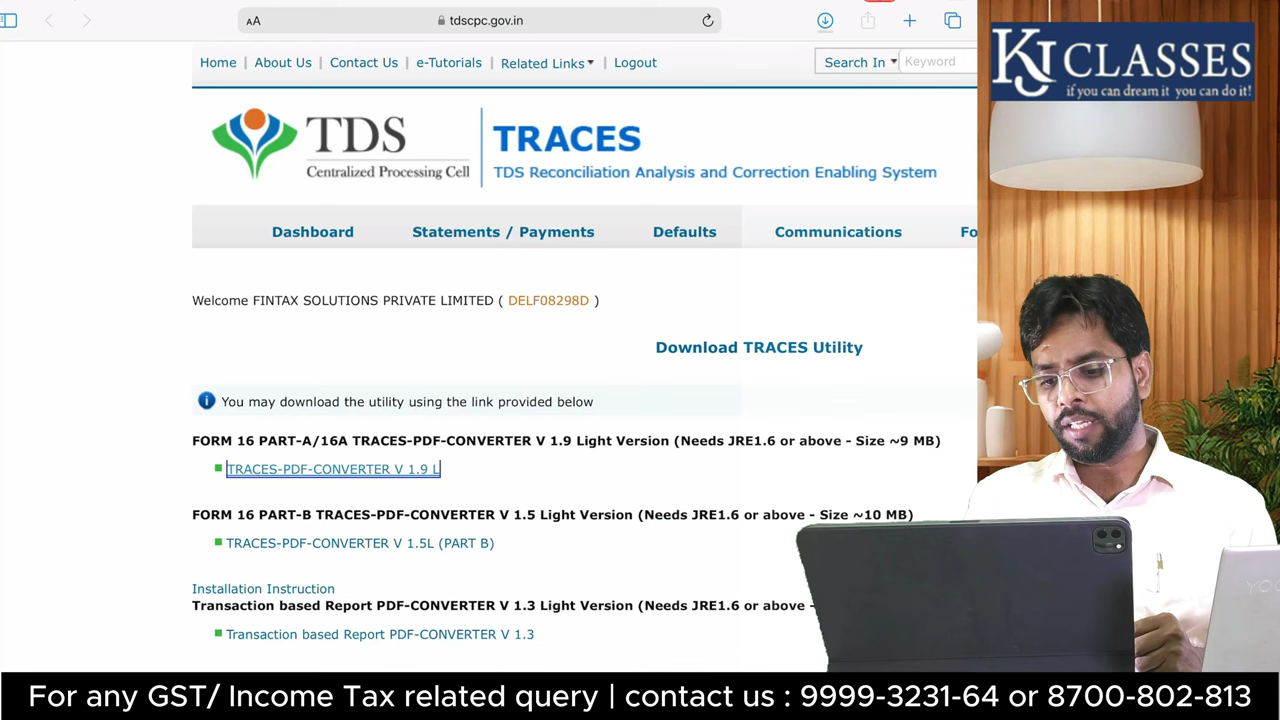 AA
tdscpc.gov.in
Home | About Us | Contact Us | e-Tutorials | Related Links | Logout
Search In
Keyword
TDS
Centralized Processing Cell
TRACES
TDS Reconciliation Analysis and Correction Enabling System
Dashboard
Statements / Payments
Defaults
Communications
Fo
Welcome FINTAX SOLUTIONS PRIVATE LIMITED ( DELF08298D )
Download TRACES Utility
You may download the utility using the link provided below
FORM 16 PART-A/16A TRACES-PDF-CONVERTER V 1.9 Light Version (Needs JRE1.6 or above - Size ~9 MB)
TRACES-PDF-CONVERTER V 1.9 L
FORM 16 PART-B TRACES-PDF-CONVERTER V 1.5 Light Version (Needs JRE1.6 or above - Size ~10 MB)
TRACES-PDF-CONVERTER V 1.5L (PART B)
Installation Instruction
Transaction based Report PDF-CONVERTER V 1.3 Light Version (Needs JRE1.6 or above -
Transaction based Report PDF-CONVERTER V 1.3
KJ CLASSES
if you can dream it you can do it!
For any GST/ Income Tax related query | contact us : 9999-3231-64 or 8700-802-813